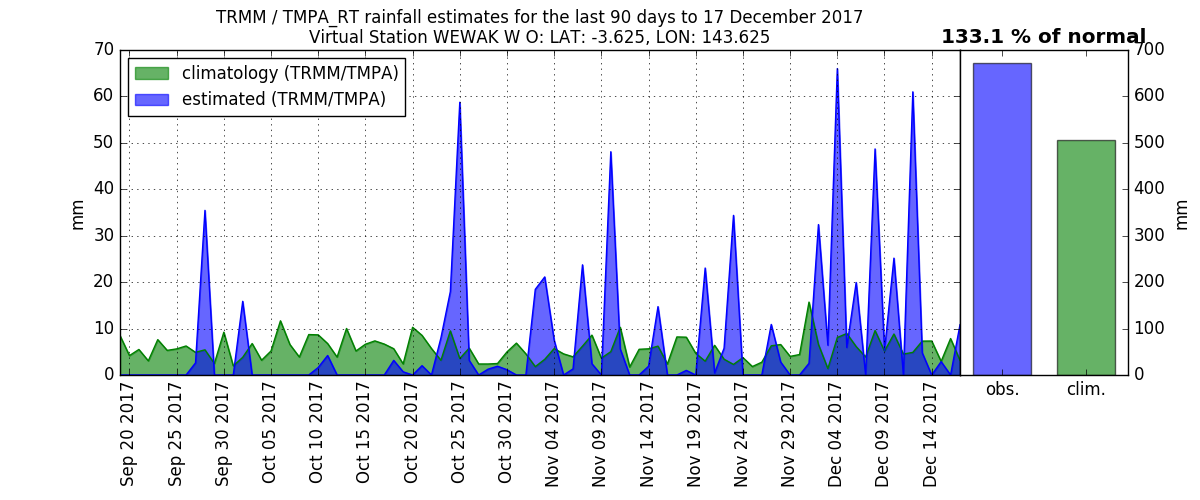 TRMM / TMPA_RT rainfall estimates for the last 90 days to 17 December 2017
Virtual Station WEWAK W O: LAT: -3.625, LON: 143.625
133.1 % of normal
climatology (TRMM/TMPA)
estimated (TRMM/TMPA)
mm
70
60
50
40
30
20
10
0
Sep 20 2017
Sep 25 2017
Sep 30 2017
Oct 05 2017
Oct 10 2017
Oct 15 2017
Oct 20 2017
Oct 25 2017
Oct 30 2017
Nov 04 2017
Nov 09 2017
Nov 14 2017
Nov 19 2017
Nov 24 2017
Nov 29 2017
Dec 04 2017
Dec 09 2017
Dec 14 2017
obs.
clim.
700
600
500
400
300
200
100
0
mm